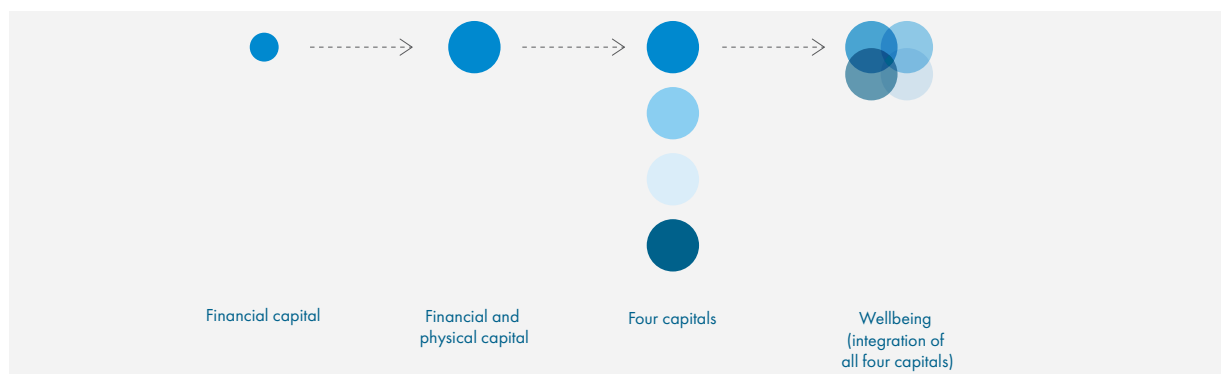 Financial capital
Financial and
physical capital
Four capitals
Wellbeing
(integration of
all four capitals)